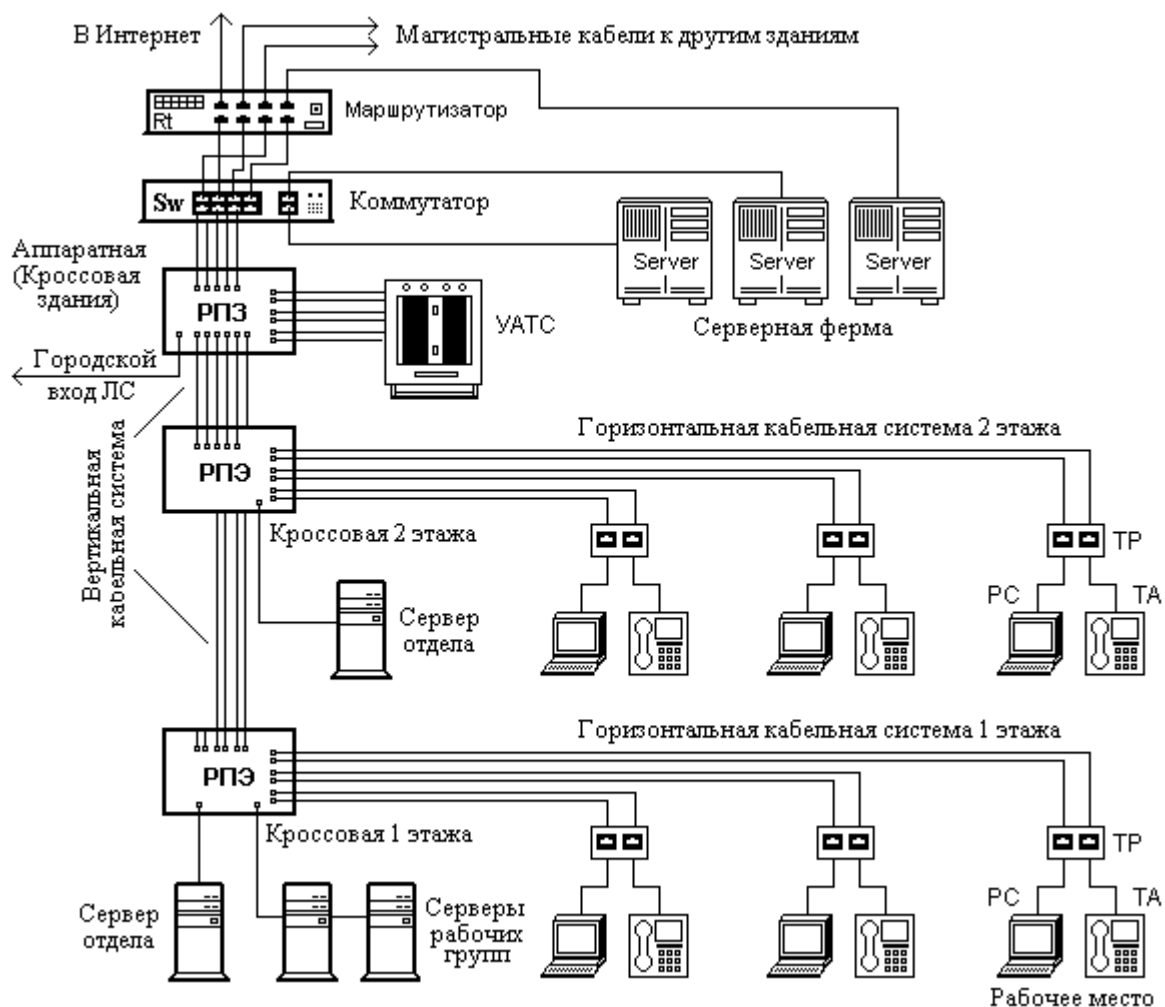 В Интернет
Магистральные кабели к другим зданиям
Rt
Маршрутизатор
Sw
Коммутатор
Аппаратная
(Кроссовая
здания)
Server
Server
Server
РПЗ
УАТС
Серверная ферма
Городской
вход ЛС
Вертикальная
кабельная система
Горизонтальная кабельная система 2 этажа
РПЭ
Кроссовая 2 этажа
ТР
РС
ТА
Сервер
отдела
Горизонтальная кабельная система 1 этажа
РПЭ
Кроссовая 1 этажа
ТР
РС
ТА
Сервер
отдела
Серверы
рабочих
групп
Рабочее место